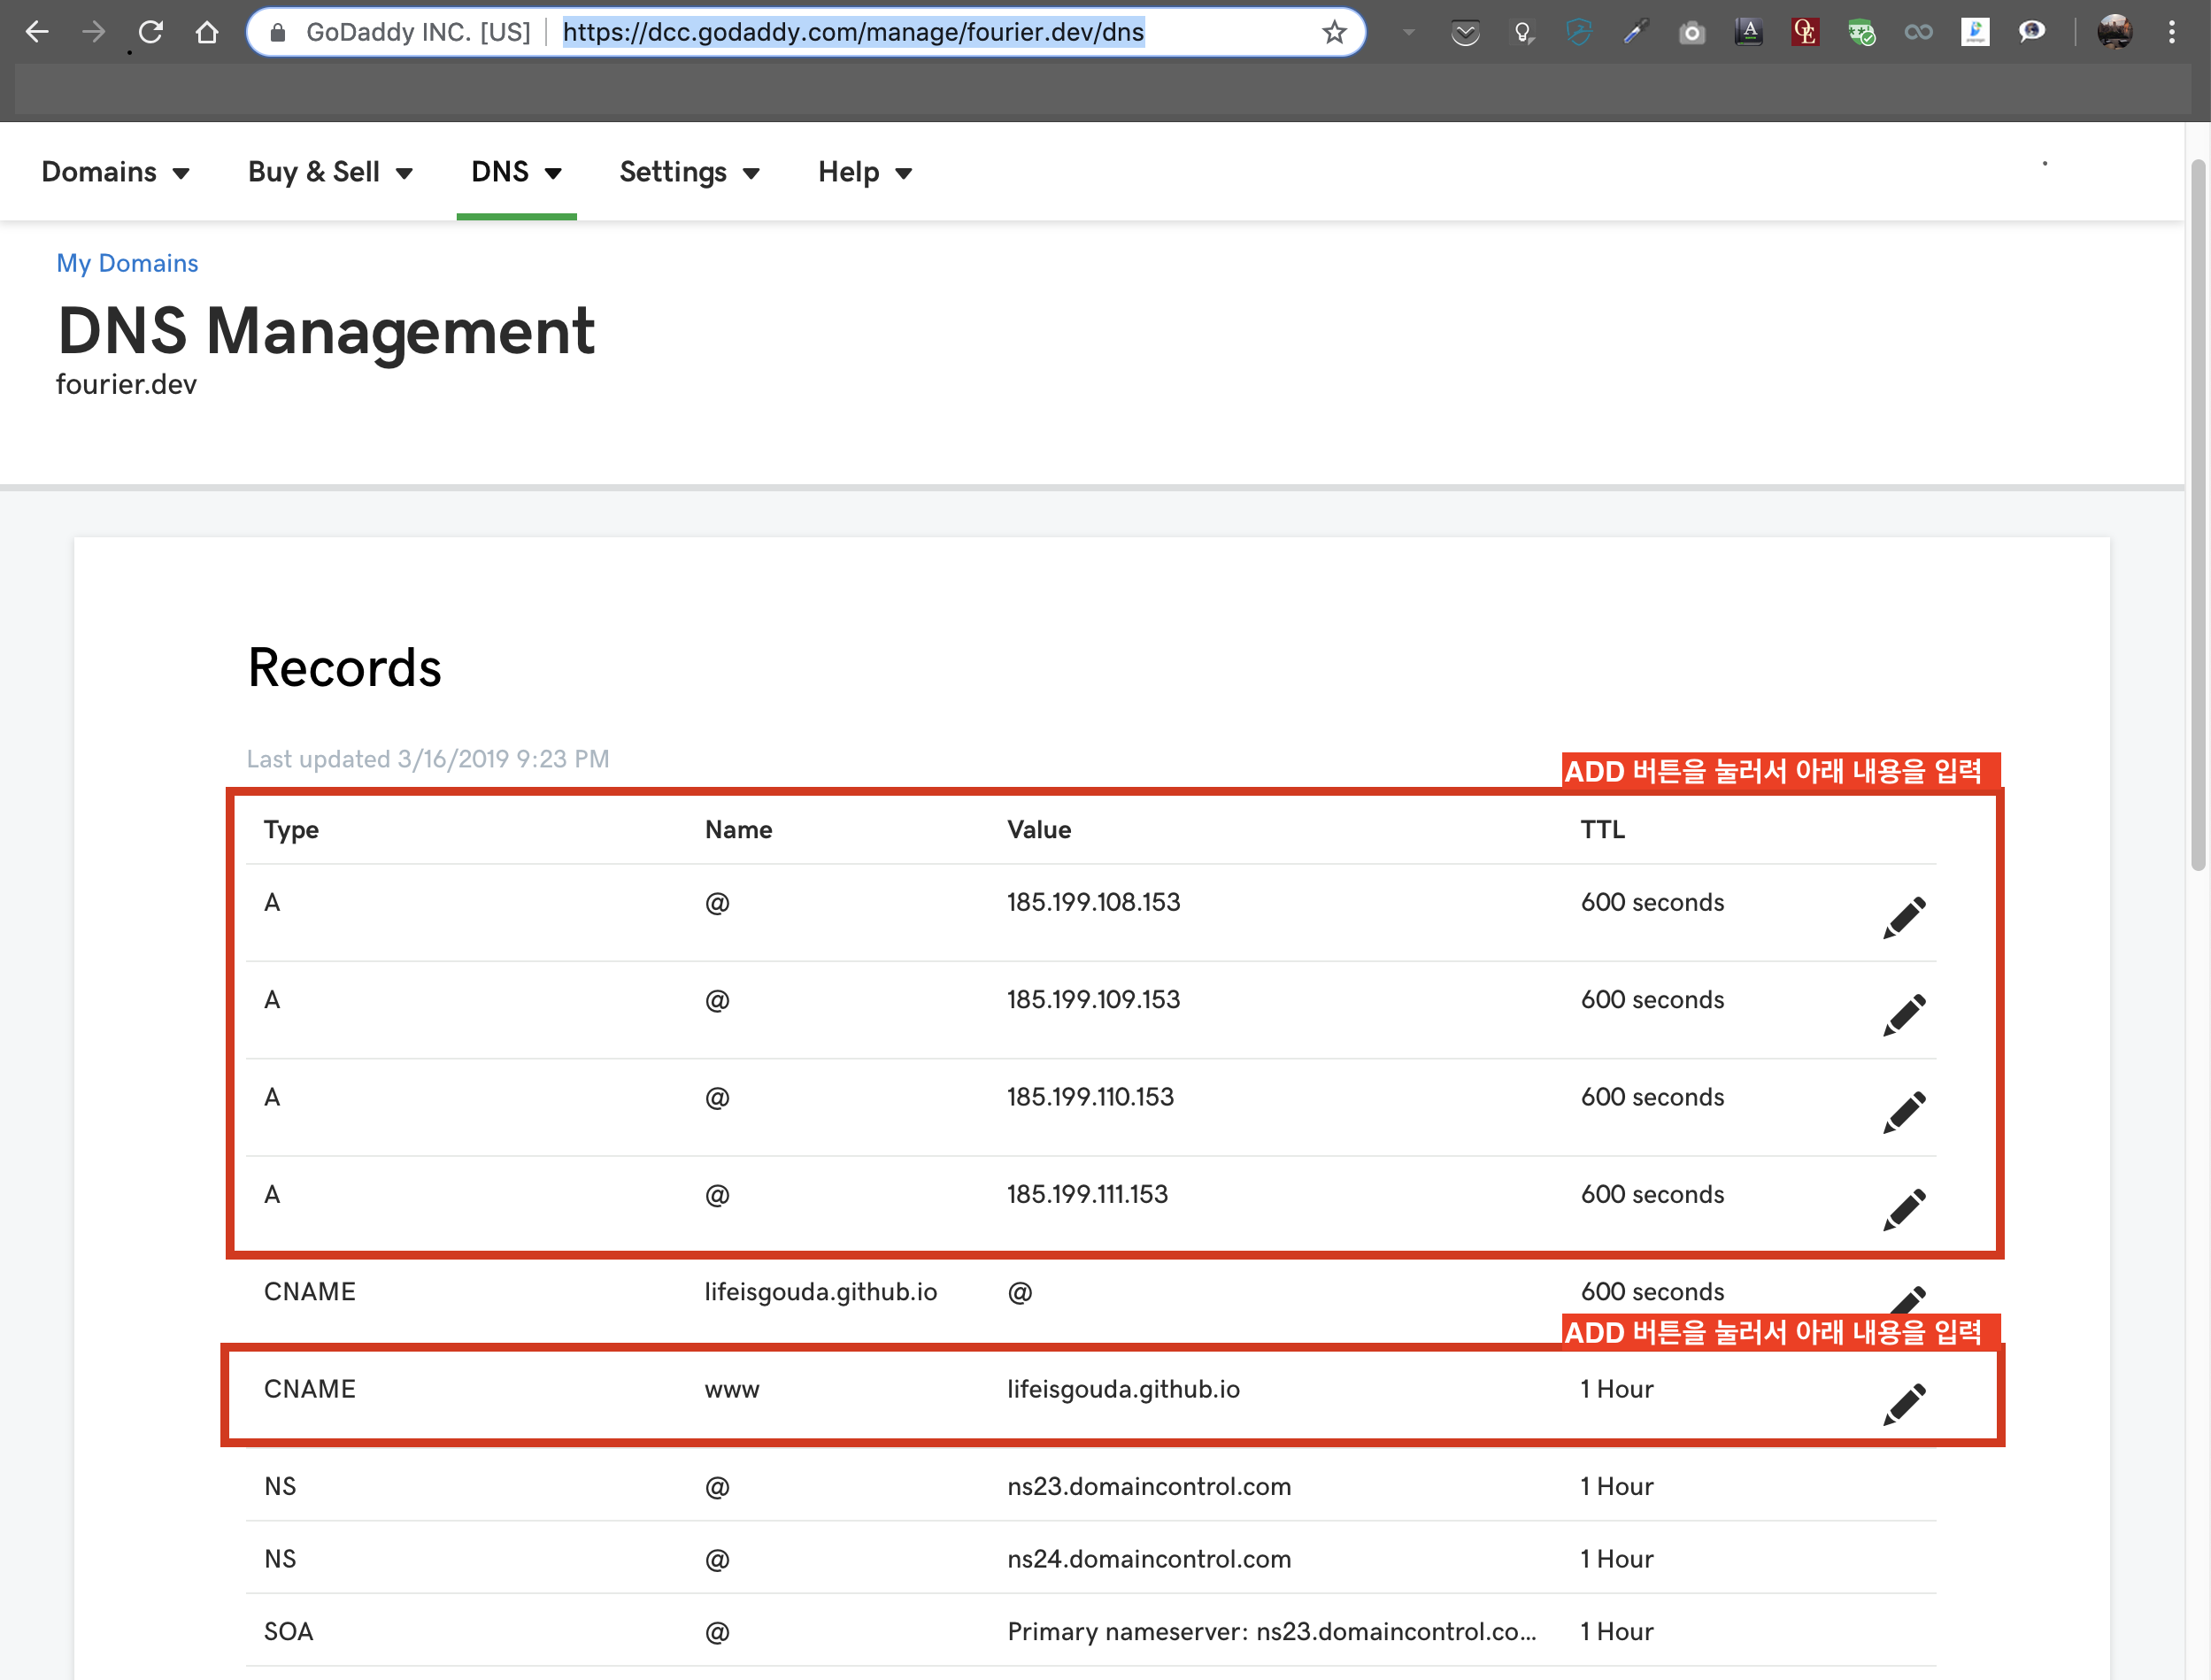 GoDaddy INC. [US] https://dcc.godaddy.com/manage/fourier.dev/dns
Domains Buy & Sell DNS Settings Help
My Domains
DNS Management
fourier.dev
Records
Last updated 3/16/2019 9:23 PM
ADD 버튼을 눌러서 아래 내용을 입력
Type Name Value TTL
A @ 185.199.108.153 600 seconds
A @ 185.199.109.153 600 seconds
A @ 185.199.110.153 600 seconds
A @ 185.199.111.153 600 seconds
CNAME lifeisgouda.github.io @ 600 seconds
ADD 버튼을 눌러서 아래 내용을 입력
CNAME www lifeisgouda.github.io 1 Hour
NS @ ns23.domaincontrol.com 1 Hour
NS @ ns24.domaincontrol.com 1 Hour
SOA @ Primary nameserver: ns23.domaincontrol.co... 1 Hour